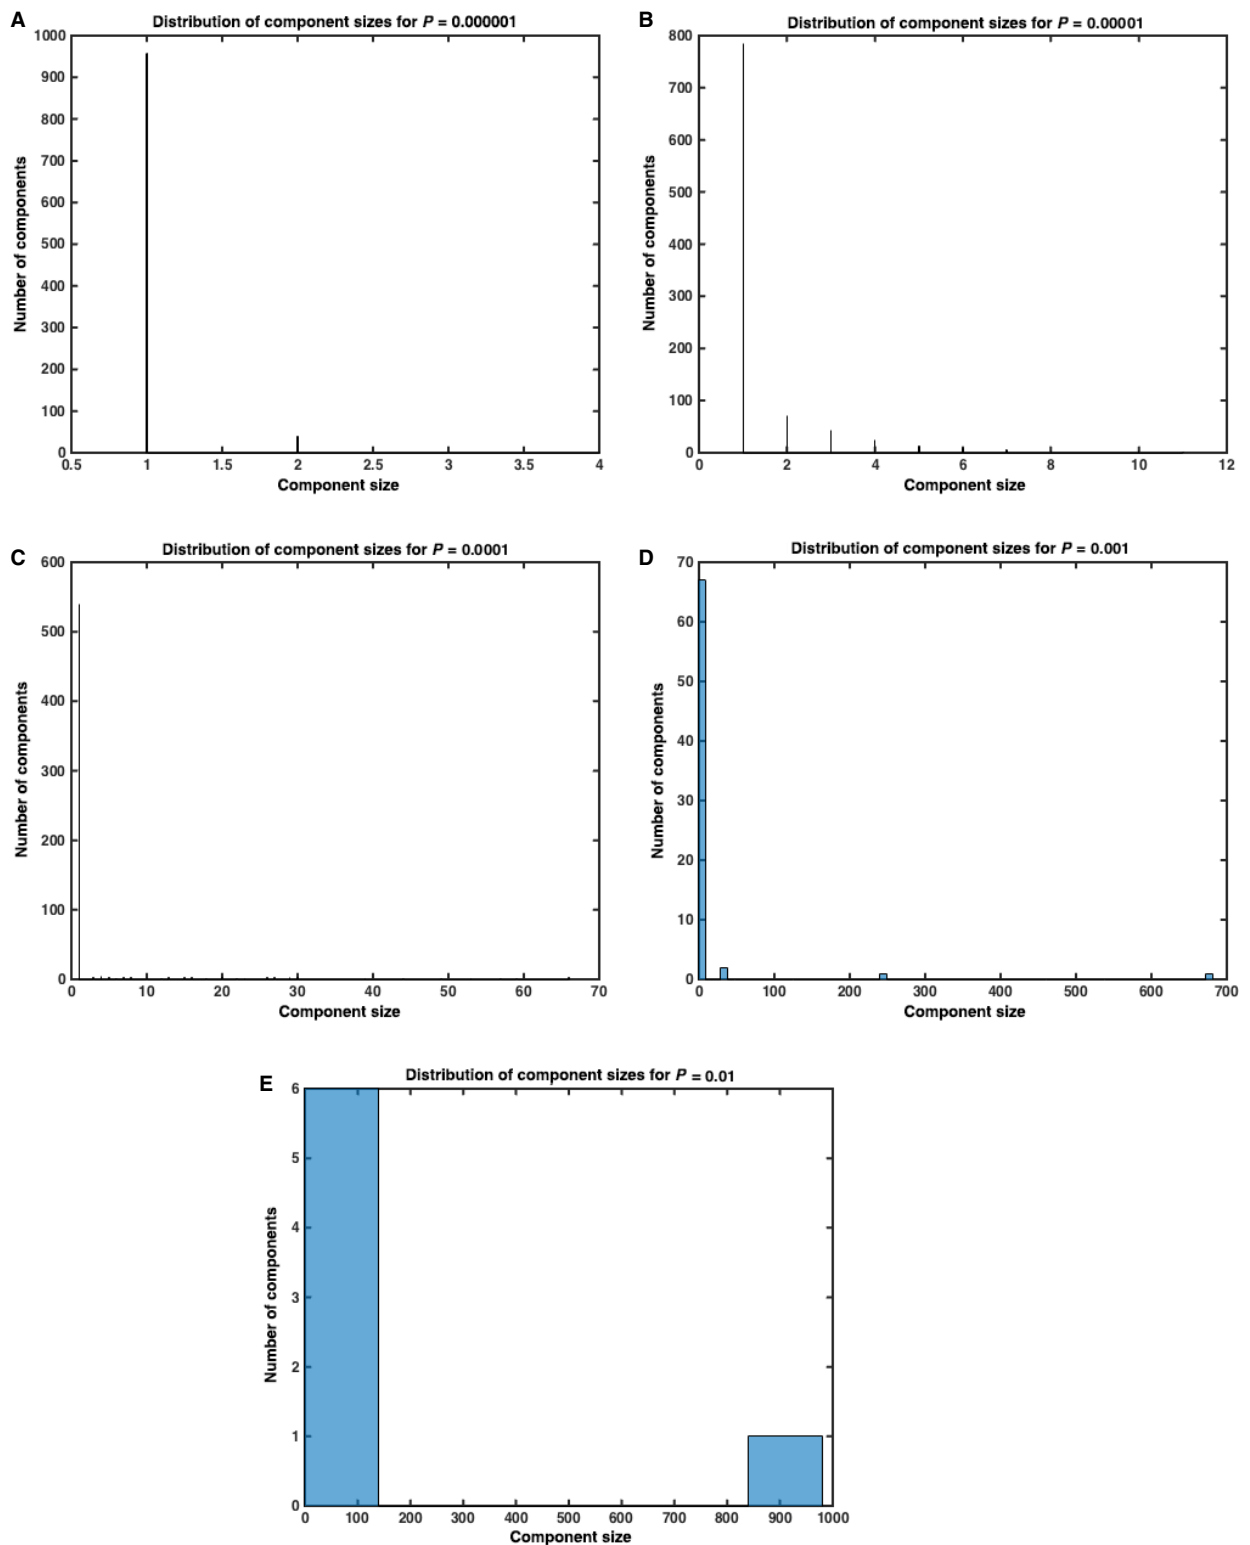 A
Distribution of component sizes for P = 0.000001
1000
900
800
700
600
500
400
300
200
100
0
Number of components
0.5 1 1.5 2 2.5 3 3.5 4
Component size
B
Distribution of component sizes for P = 0.00001
800
700
600
500
400
300
200
100
0
Number of components
0 2 4 6 8 10 12
Component size
C
Distribution of component sizes for P = 0.0001
600
500
400
300
200
100
0
Number of components
0 10 20 30 40 50 60 70
Component size
D
Distribution of component sizes for P = 0.001
70
60
50
40
30
20
10
0
Number of components
0 100 200 300 400 500 600 700
Component size
E
Distribution of component sizes for P = 0.01
6
5
4
3
2
1
0
Number of components
0 100 200 300 400 500 600 700 800 900 1000
Component size